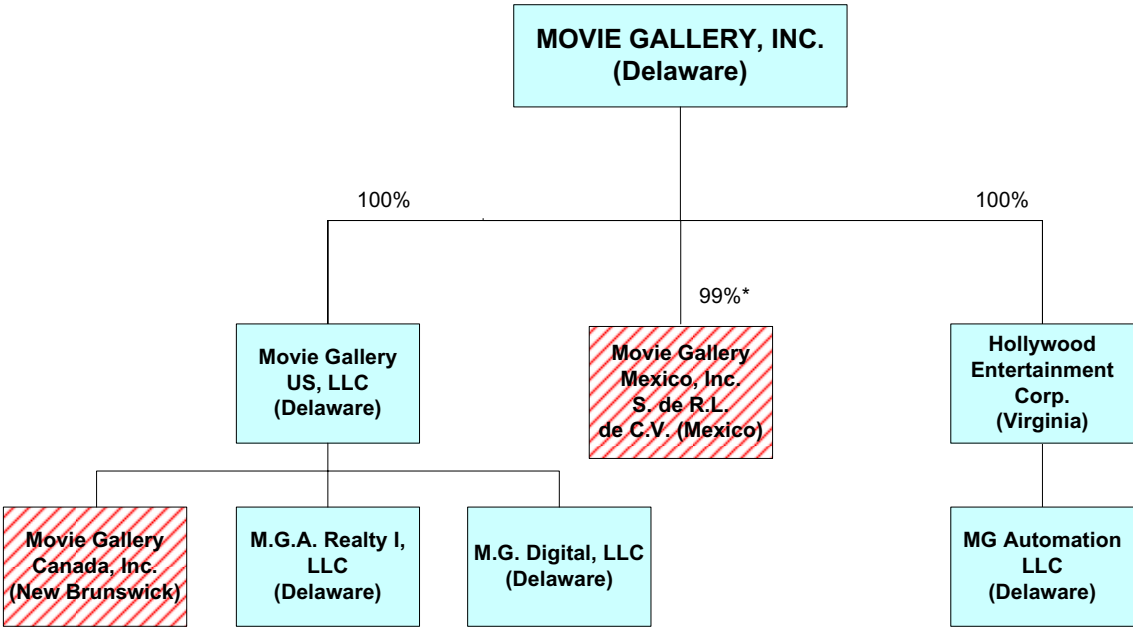 MOVIE GALLERY, INC.
(Delaware)
100%
100%
99%*
Movie Gallery
US, LLC
(Delaware)
Movie Gallery
Mexico, Inc.
S. de R.L.
de C.V. (Mexico)
Hollywood
Entertainment
Corp.
(Virginia)
Movie Gallery
Canada, Inc.
(New Brunswick)
M.G.A. Realty I,
LLC
(Delaware)
M.G. Digital, LLC
(Delaware)
MG Automation
LLC
(Delaware)